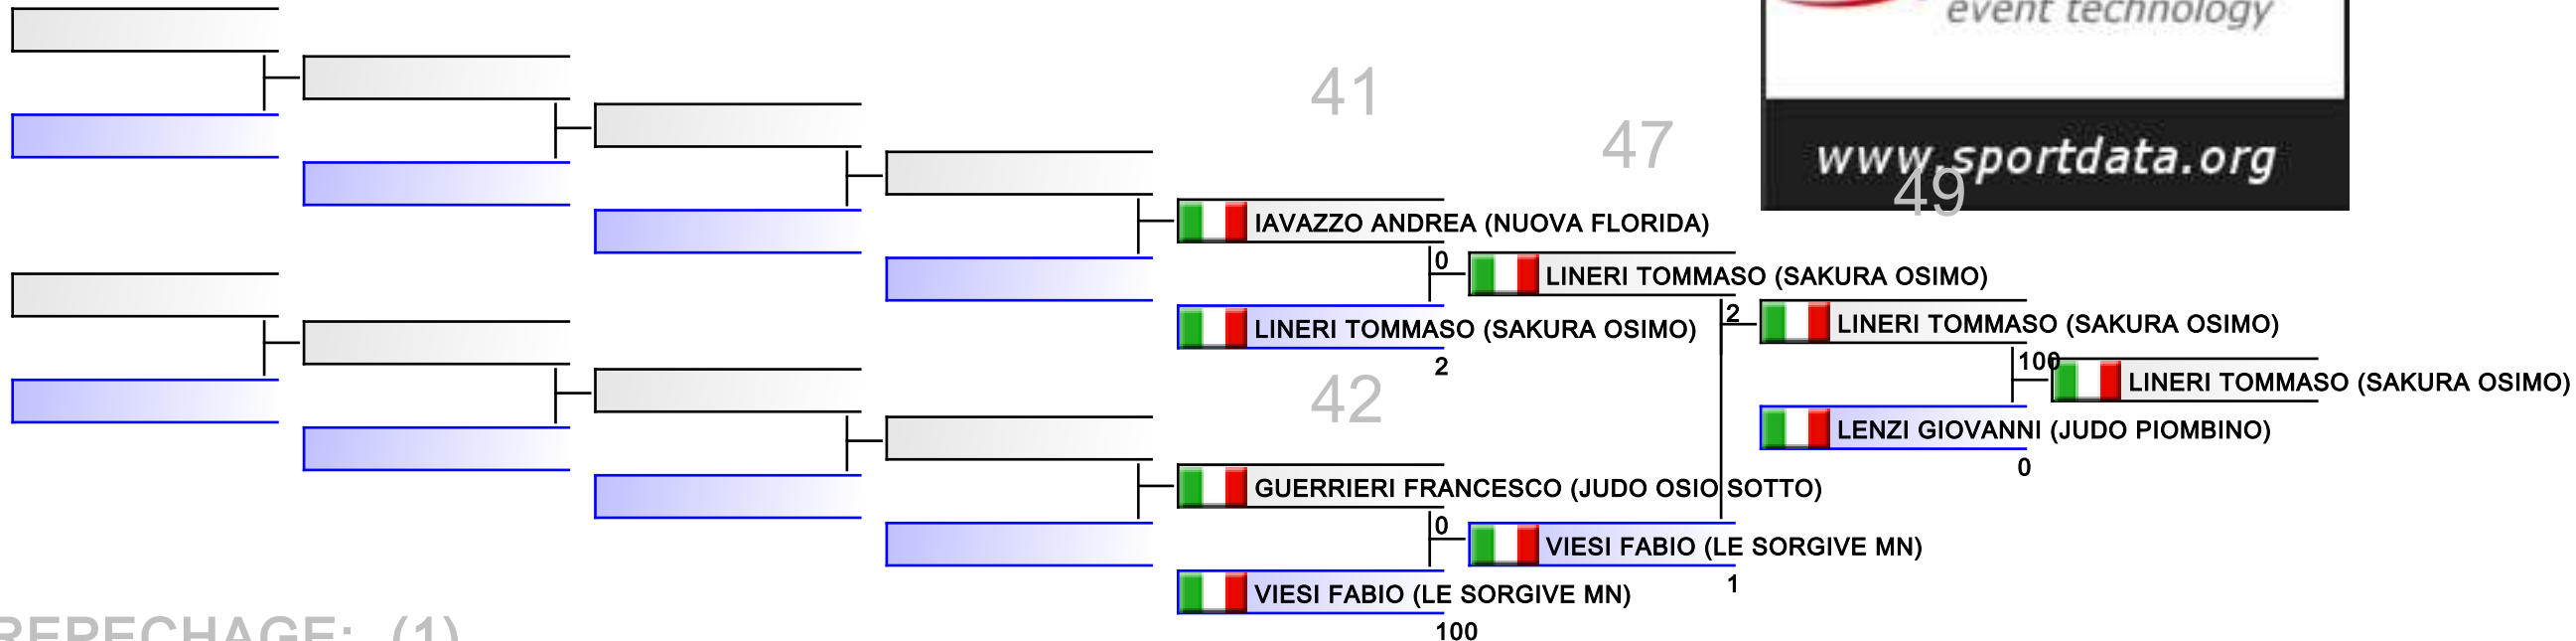 event technology
41
47
www.sportdata.org
49
IAVAZZO ANDREA (NUOVA FLORIDA)
0
LINERI TOMMASO (SAKURA OSIMO)
2
LINERI TOMMASO (SAKURA OSIMO)
LINERI TOMMASO (SAKURA OSIMO)
2
100
LINERI TOMMASO (SAKURA OSIMO)
42
LENZI GIOVANNI (JUDO PIOMBINO)
0
GUERRIERI FRANCESCO (JUDO OSIO SOTTO)
0
VIESI FABIO (LE SORGIVE MN)
1
VIESI FABIO (LE SORGIVE MN)
100
REPECHAGE: (1)